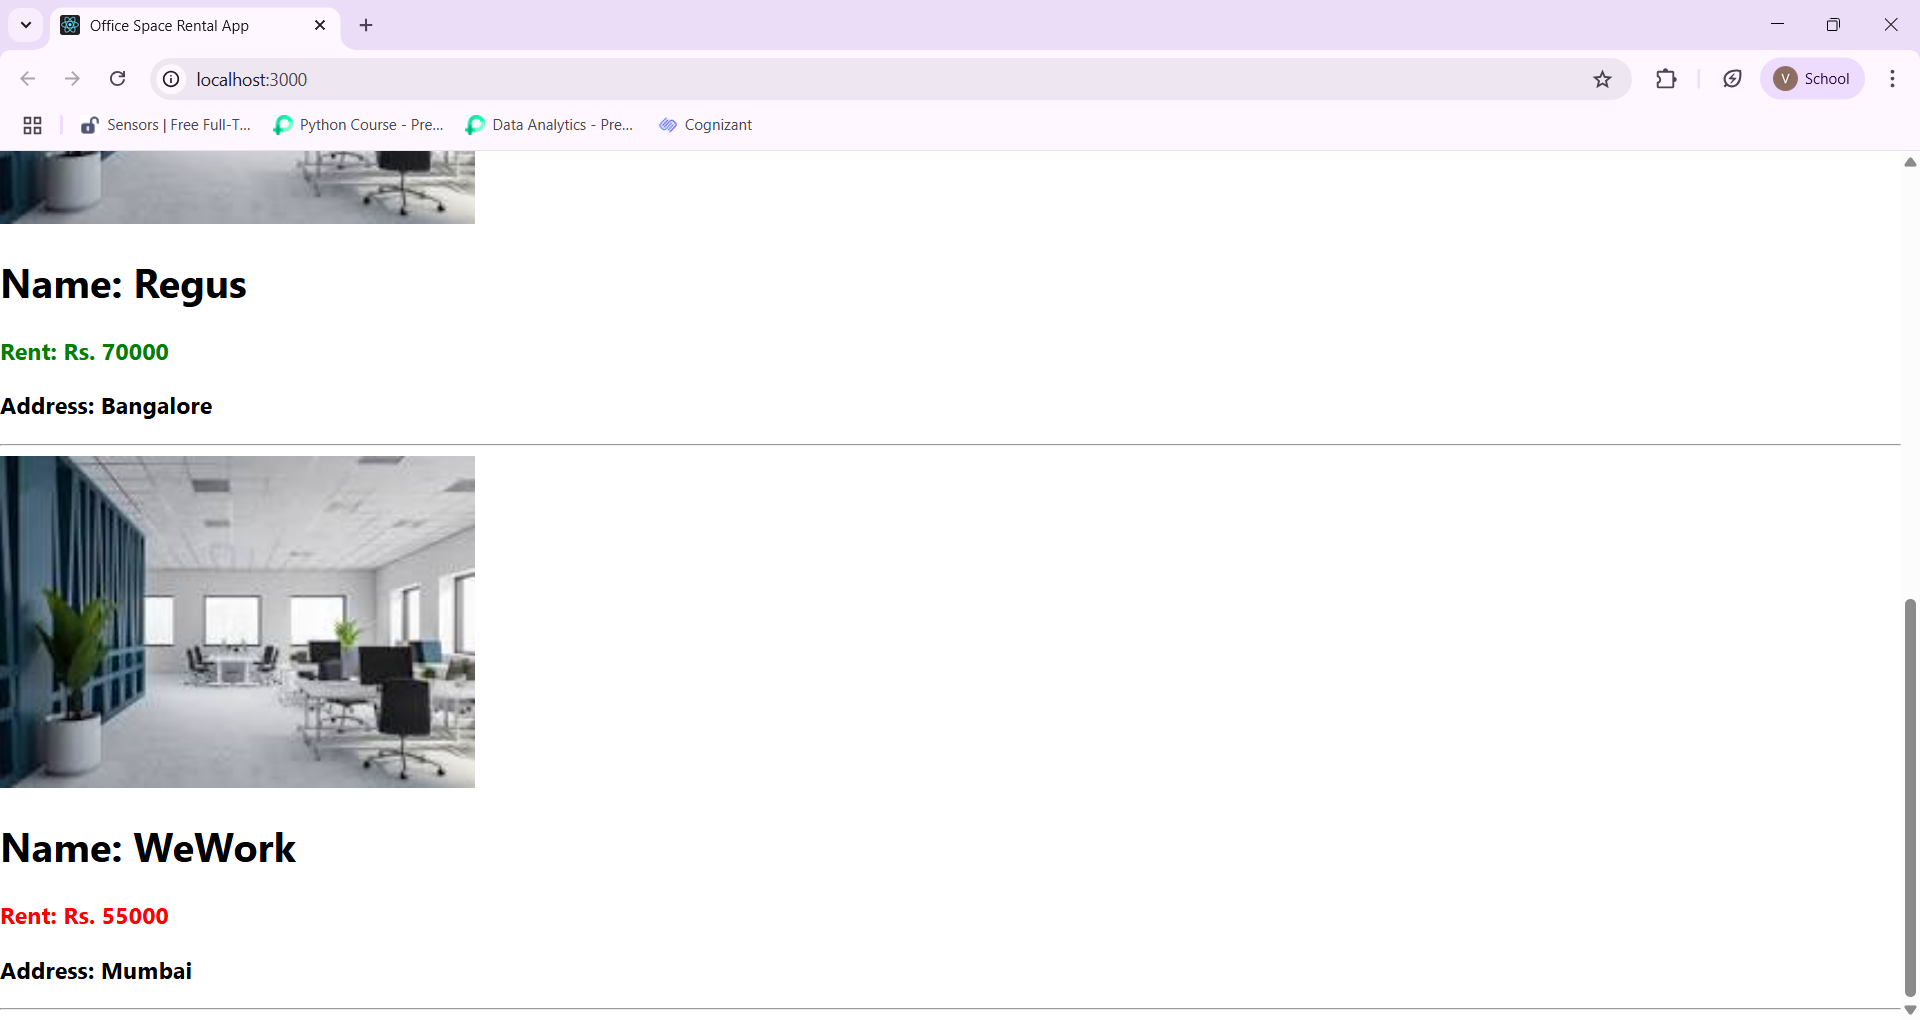 Office Space Rental App
localhost:3000
V School
Sensors | Free Full-T...
Python Course - Pre...
Data Analytics - Pre...
Cognizant
Name: Regus
Rent: Rs. 70000
Address: Bangalore
Name: WeWork
Rent: Rs. 55000
Address: Mumbai